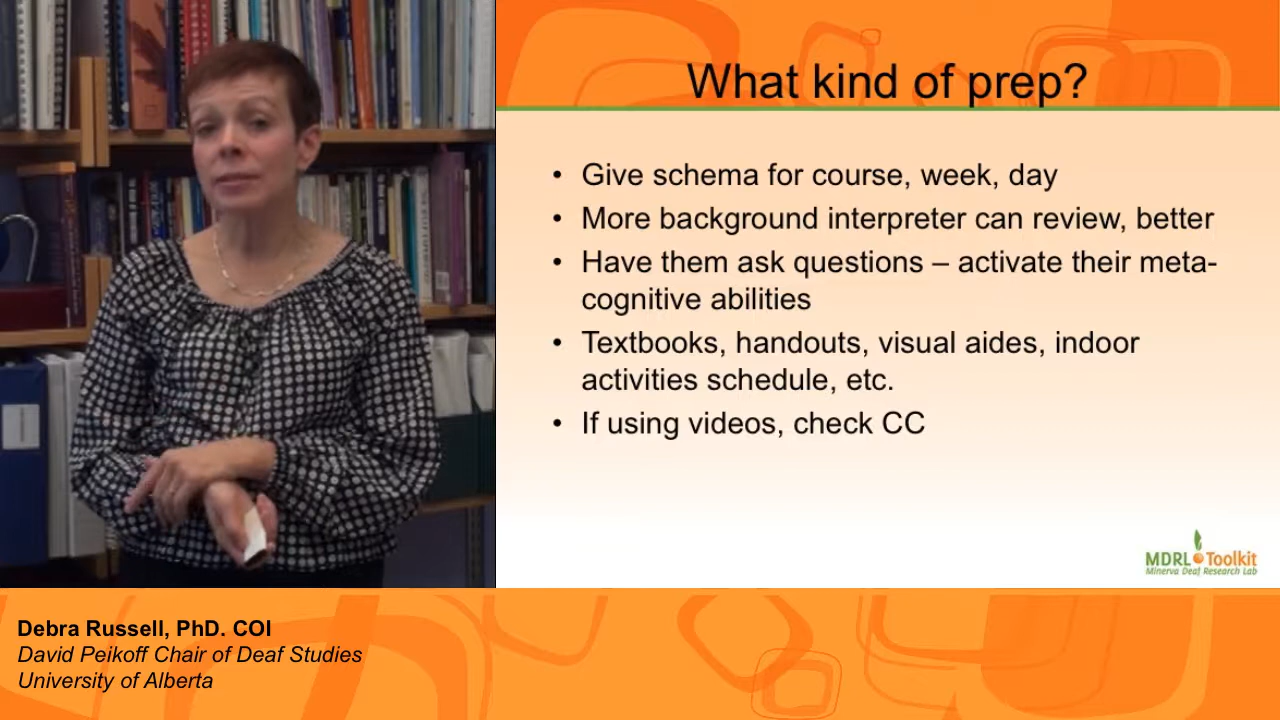 What kind of prep?
• Give schema for course, week, day
• More background interpreter can review, better
• Have them ask questions – activate their meta-
cognitive abilities
• Textbooks, handouts, visual aides, indoor
activities schedule, etc.
• If using videos, check CC
MDRL Toolkit
Minerva Deaf Research Lab
Debra Russell, PhD. COI
David Peikoff Chair of Deaf Studies
University of Alberta